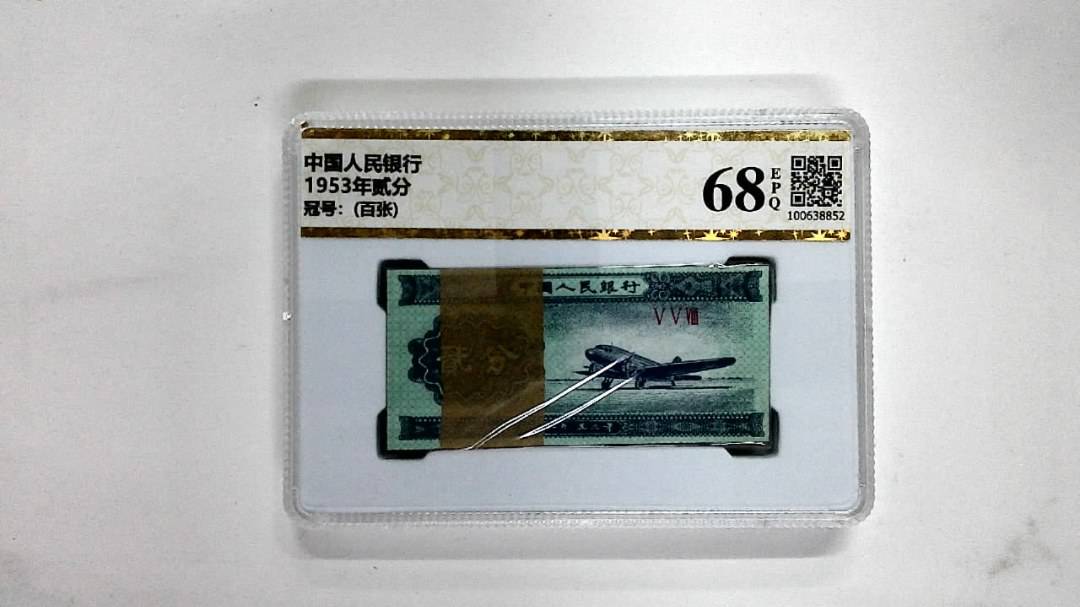 中国人民银行
1953年贰分
冠号：(百张)
68
EPQ
100638852
国人民銀行
ⅤⅤⅧ
贰分